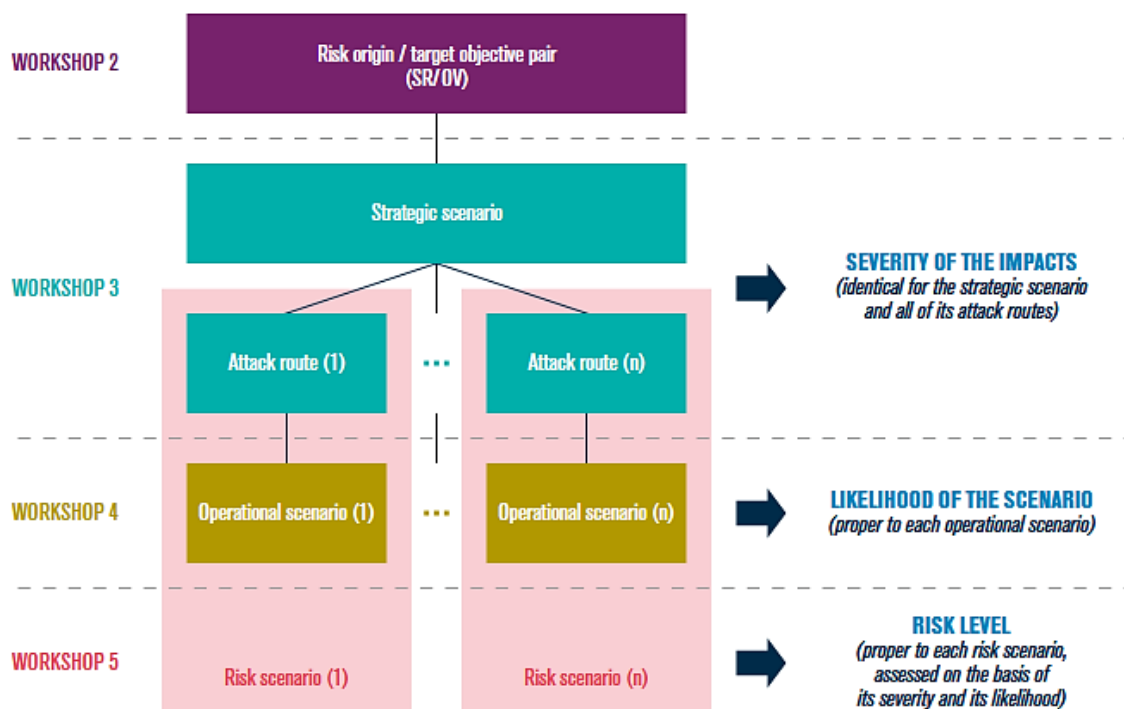 WORKSHOP 2
Risk origin / target objective pair
(SR/OV)
Strategic scenario
WORKSHOP 3
SEVERITY OF THE IMPACTS
(identical for the strategic scenario
and all of its attack routes)
Attack route (1)
...
Attack route (n)
WORKSHOP 4
Operational scenario (1)
...
Operational scenario (n)
LIKELIHOOD OF THE SCENARIO
(proper to each operational scenario)
WORKSHOP 5
Risk scenario (1)
Risk scenario (n)
RISK LEVEL
(proper to each risk scenario,
assessed on the basis of
its severity and its likelihood)